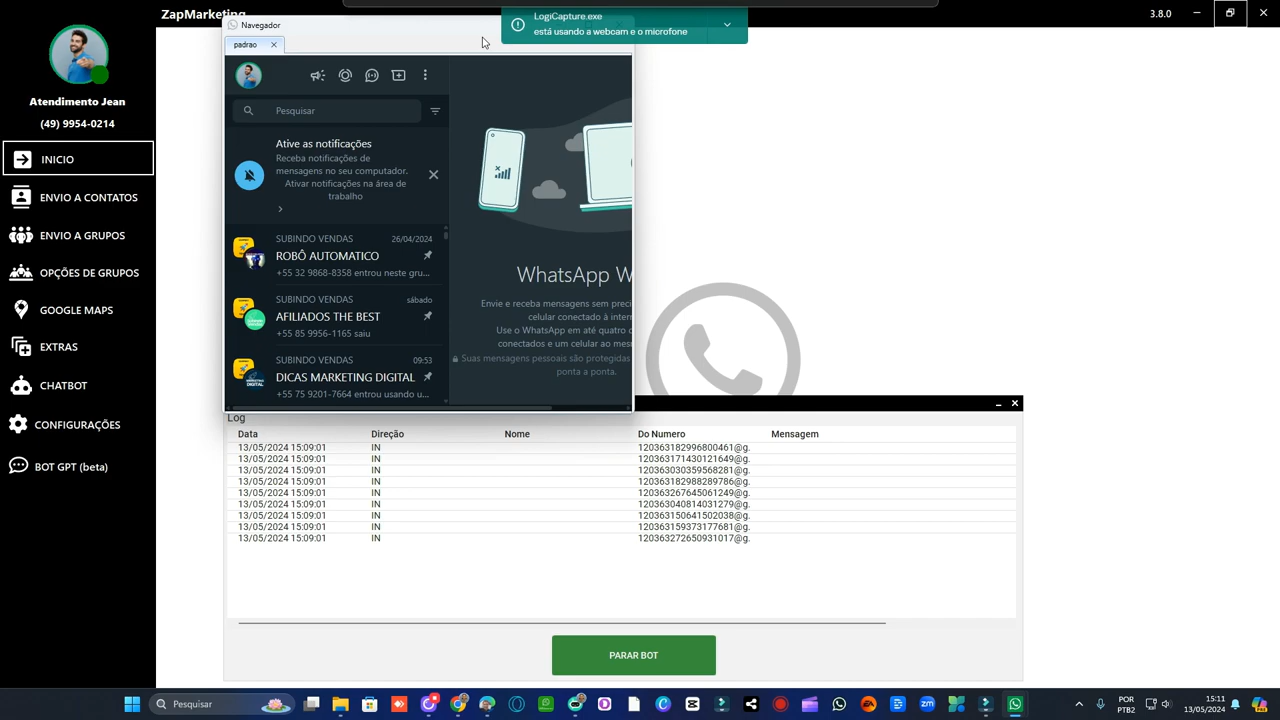 ZapMarketing
Navegador
LogiCapture.exe
está usando a webcam e o microfone
3.8.0
padrao
Atendimento Jean
(49) 9954-0214
INICIO
ENVIO A CONTATOS
ENVIO A GRUPOS
OPÇÕES DE GRUPOS
GOOGLE MAPS
EXTRAS
CHATBOT
CONFIGURAÇÕES
BOT GPT (beta)
Pesquisar
Ative as notificações
Receba notificações de
mensagens no seu computador.
Ativar notificações na área de
trabalho
SUBINDO VENDAS 26/04/2024
ROBÔ AUTOMATICO
+55 32 9868-8358 entrou neste gru...
SUBINDO VENDAS sábado
AFILIADOS THE BEST
+55 85 9956-1165 saiu
SUBINDO VENDAS 09:53
DICAS MARKETING DIGITAL
+55 75 9201-7664 entrou usando u...
WhatsApp W
Envie e receba mensagens sem preci
celular conectado à inter
Use o WhatsApp em até quatro d
conectados e um celular ao mes
Suas mensagens pessoais são protegidas
ponta a ponta.
Log
Data Direção Nome Do Numero Mensagem
13/05/2024 15:09:01 IN 120363182996800461@g.
13/05/2024 15:09:01 IN 120363171430121649@g.
13/05/2024 15:09:01 IN 120363030359568281@g.
13/05/2024 15:09:01 IN 120363182988289786@g.
13/05/2024 15:09:01 IN 120363267645061249@g.
13/05/2024 15:09:01 IN 120363040814031279@g.
13/05/2024 15:09:01 IN 120363150641502038@g.
13/05/2024 15:09:01 IN 120363159373177681@g.
13/05/2024 15:09:01 IN 120363272650931017@g.
PARAR BOT
Pesquisar
POR
PTB2
15:11
13/05/2024